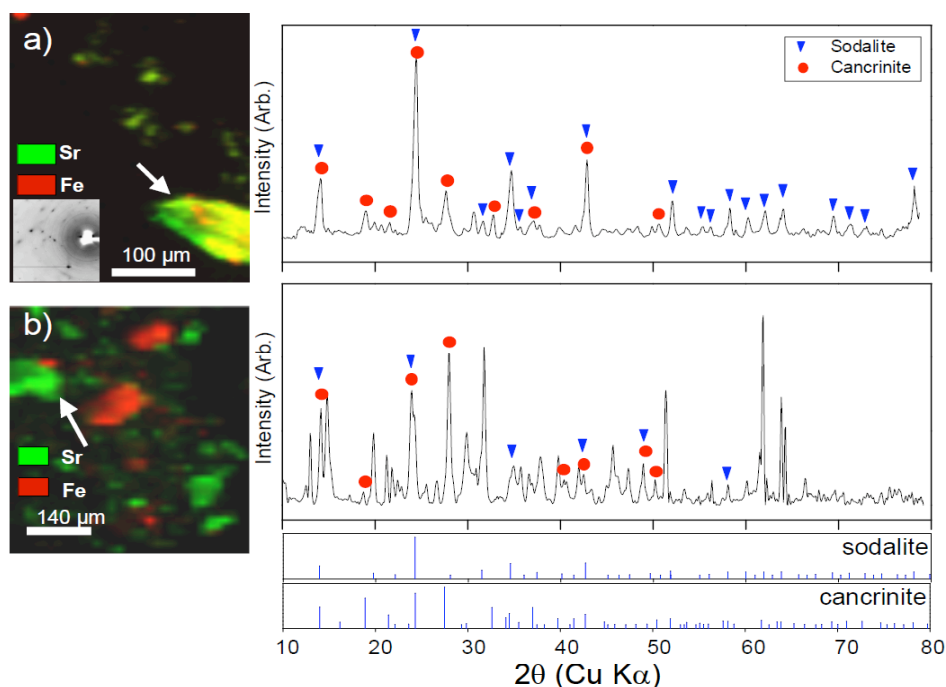 a)
Sr
Fe
100 µm
Intensity (Arb.)
Sodalite
Cancrinite
b)
Sr
Fe
140 µm
Intensity (Arb.)
sodalite
cancrinite
10 20 30 40 50 60 70 80
2θ (Cu Kα)